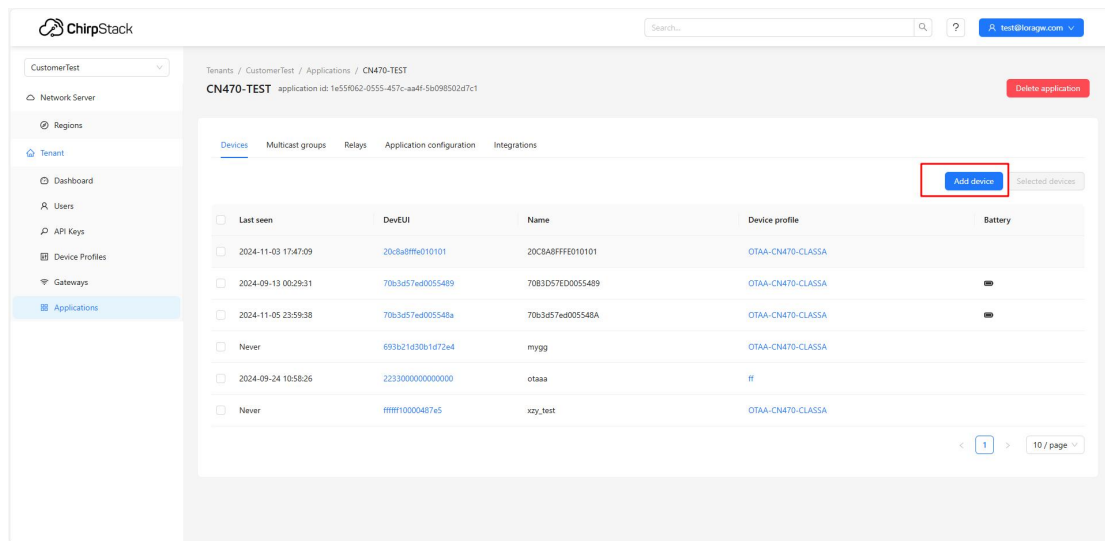 ChirpStack
Search...
?
test@loragw.com
CustomerTest
Network Server
Regions
Tenant
Dashboard
Users
API Keys
Device Profiles
Gateways
Applications
Tenants / CustomerTest / Applications / CN470-TEST
CN470-TEST application id: 1e55f062-0555-457c-aa4f-5b098502d7c1
Delete application
Devices Multicast groups Relays Application configuration Integrations
Add device Selected devices
Last seen DevEUI Name Device profile Battery
2024-11-03 17:47:09 20c8a8fffe010101 20C8A8FFFE010101 OTAA-CN470-CLASSA
2024-09-13 00:29:31 70b3d57ed0055489 70B3D57ED0055489 OTAA-CN470-CLASSA
2024-11-05 23:59:38 70b3d57ed005548a 70b3d57ed005548A OTAA-CN470-CLASSA
Never 693b21d30b1d72e4 mygg OTAA-CN470-CLASSA
2024-09-24 10:58:26 2233000000000000 otaaa ff
Never ffffff10000487e5 xzy_test OTAA-CN470-CLASSA
< 1 > 10 / page